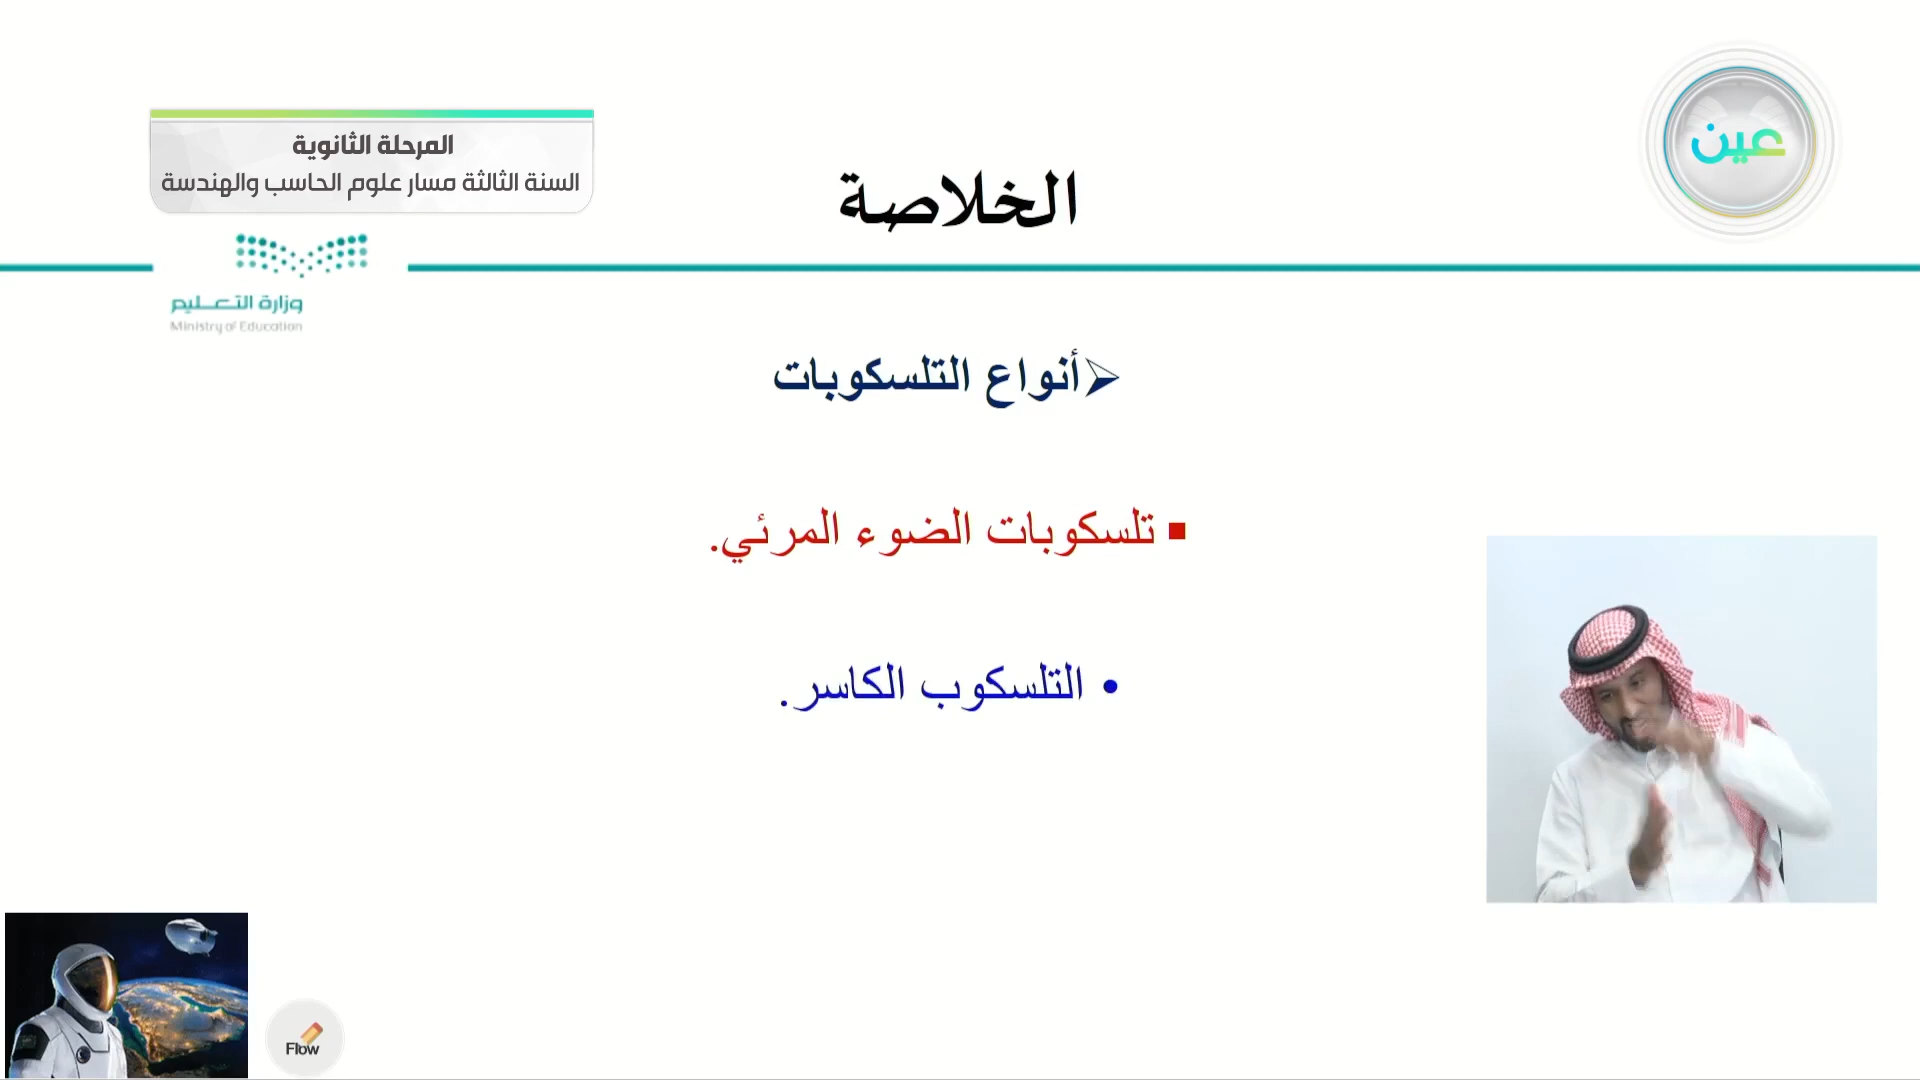 عين
المرحلة الثانوية
السنة الثالثة مسار علوم الحاسب والهندسة
الخلاصة
وزارة التعـــليم
Ministry of Education
أنواع التلسكوبات
تلسكوبات الضوء المرئي.
التلسكوب الكاسر.
Flow